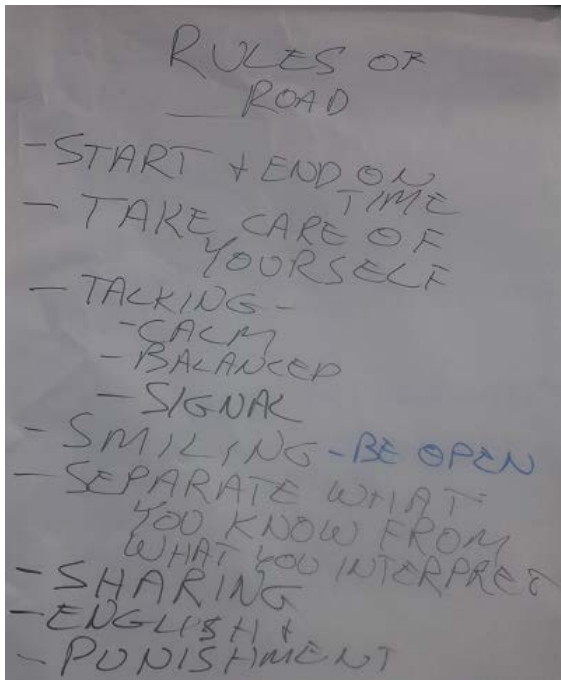 RULES OF
ROAD
- START + END ON
TIME
- TAKE CARE OF
YOURSELF
- TALKING -
- CALM
- BALANCED
- SIGNAL
- SMILING - BE OPEN
- SEPARATE WHAT
YOU KNOW FROM
WHAT YOU INTERPRET
- SHARING
- ENGLISH +
- PUNISHMENT